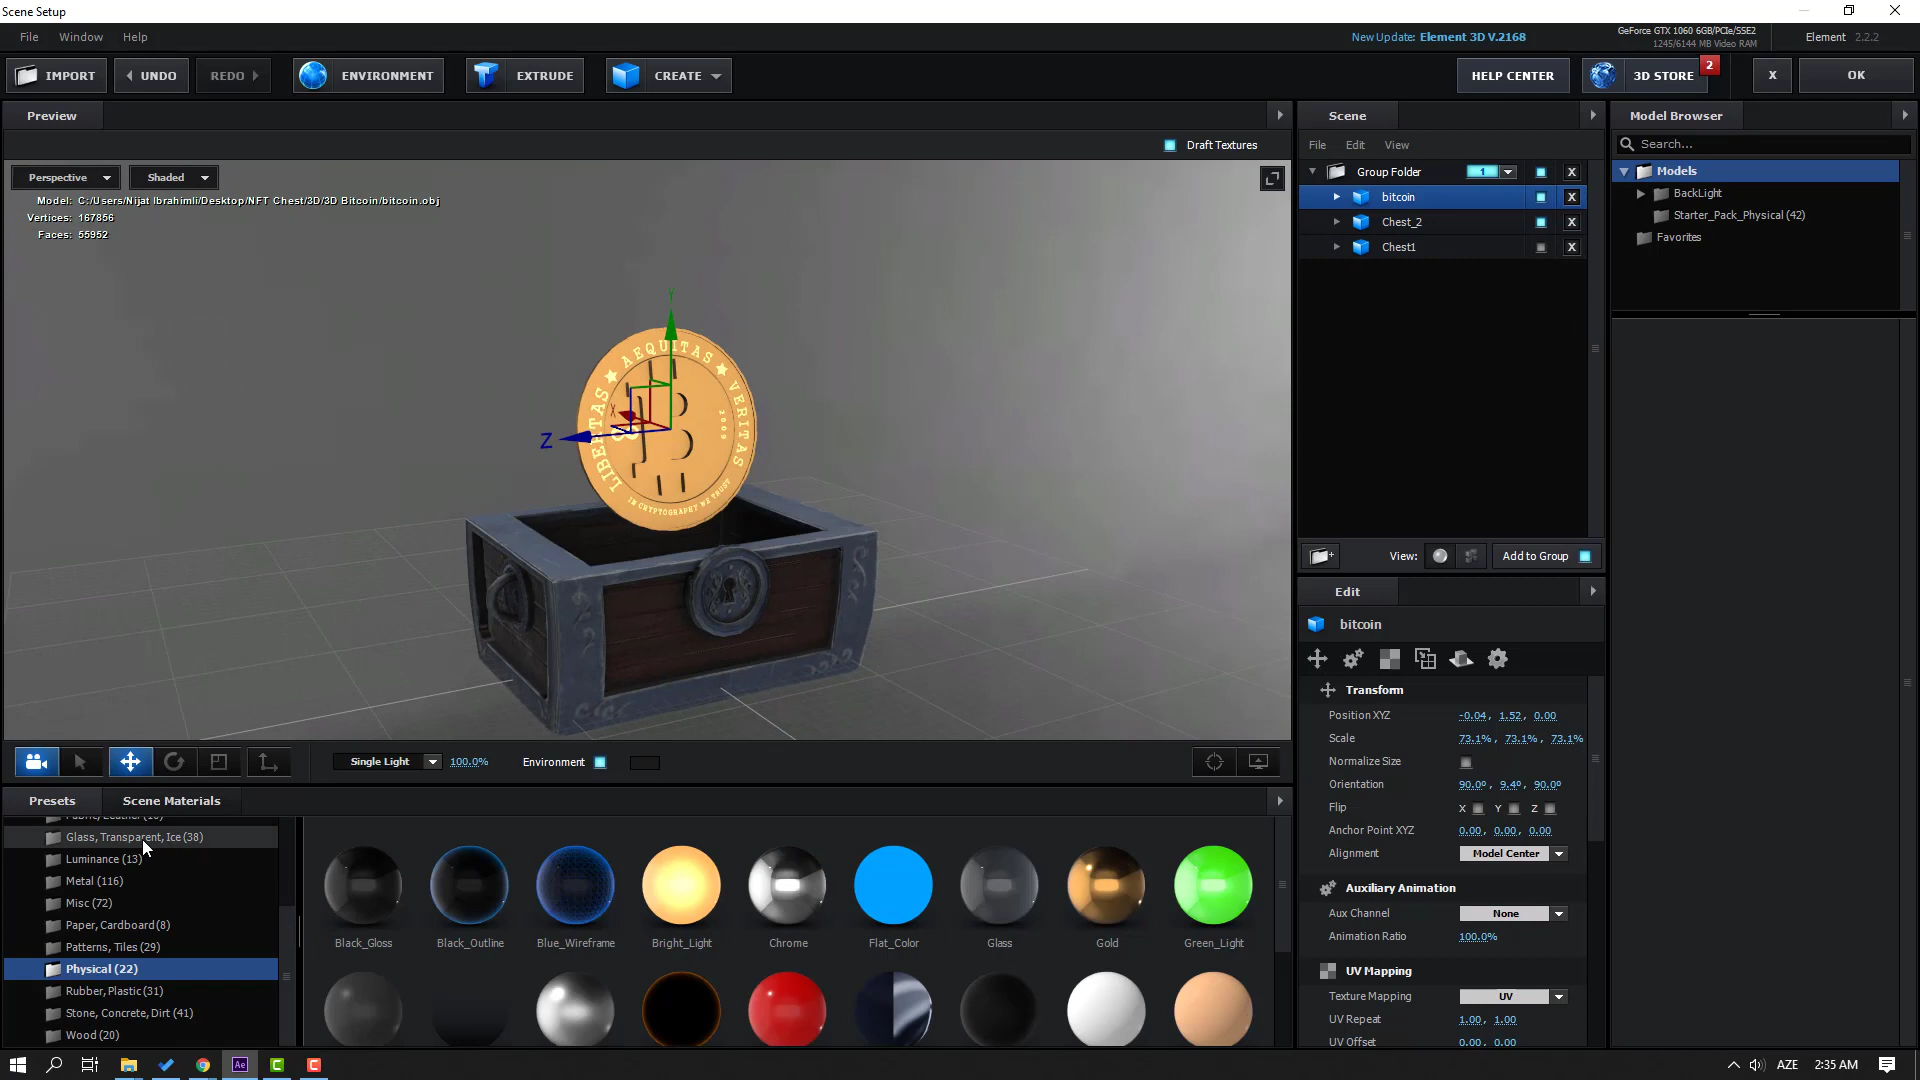 Scene Setup
File Window Help
New Update: Element 3D V.2168
GeForce GTX 1060 6GB/PCIe/SSE2
1245/6144 MB Video RAM
Element 2.2.2
IMPORT UNDO REDO ENVIRONMENT EXTRUDE CREATE HELP CENTER 3D STORE 2 X OK
Preview
Draft Textures
Perspective Shaded
Model: C:/Users/Nijat Ibrahimli/Desktop/NFT Chest/3D/3D Bitcoin/bitcoin.obj
Vertices: 167856
Faces: 55952
Y
X
Z
LIBERTAS AEQUITAS VERITAS
2009
IN CRYPTOGRAPHY WE TRUST
Single Light 100.0% Environment
Scene
File Edit View
Group Folder 1 X
bitcoin X
Chest_2 X
Chest1 X
View: Add to Group
Model Browser
Search...
Models
BackLight
Starter_Pack_Physical (42)
Favorites
Edit
bitcoin
Transform
Position XYZ -0.04, 1.52, 0.00
Scale 73.1%, 73.1%, 73.1%
Normalize Size
Orientation 90.0º, 9.4º, 90.0º
Flip X Y Z
Anchor Point XYZ 0.00, 0.00, 0.00
Alignment Model Center
Auxiliary Animation
Aux Channel None
Animation Ratio 100.0%
UV Mapping
Texture Mapping UV
UV Repeat 1.00, 1.00
UV Offset 0.00, 0.00
Presets Scene Materials
Glass, Transparent, Ice (38)
Luminance (13)
Metal (116)
Misc (72)
Paper, Cardboard (8)
Patterns, Tiles (29)
Physical (22)
Rubber, Plastic (31)
Stone, Concrete, Dirt (41)
Wood (20)
Black_Gloss Black_Outline Blue_Wireframe Bright_Light Chrome Flat_Color Glass Gold Green_Light
Ae
C
C
AZE 2:35 AM